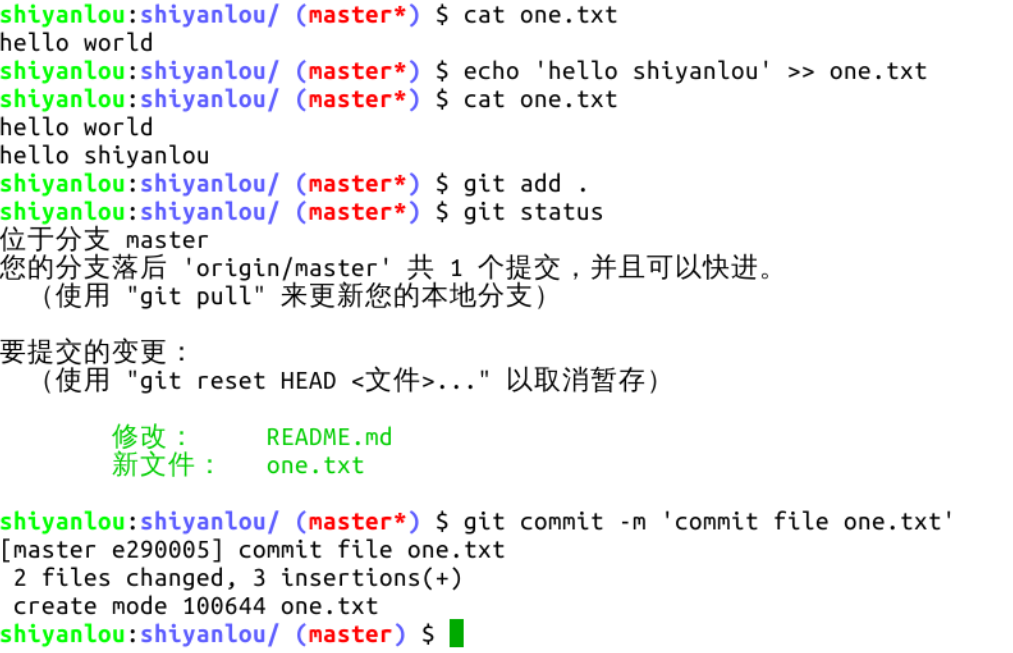 shiyanlou:shiyanlou/ (master*) $ cat one.txt
hello world
shiyanlou:shiyanlou/ (master*) $ echo 'hello shiyanlou' >> one.txt
shiyanlou:shiyanlou/ (master*) $ cat one.txt
hello world
hello shiyanlou
shiyanlou:shiyanlou/ (master*) $ git add .
shiyanlou:shiyanlou/ (master*) $ git status
位于分支 master
您的分支落后 'origin/master' 共 1 个提交，并且可以快进。
（使用 "git pull" 来更新您的本地分支）
要提交的变更：
（使用 "git reset HEAD <文件>..." 以取消暂存）
修改： README.md
新文件： one.txt
shiyanlou:shiyanlou/ (master*) $ git commit -m 'commit file one.txt'
[master e290005] commit file one.txt
2 files changed, 3 insertions(+)
create mode 100644 one.txt
shiyanlou:shiyanlou/ (master) $